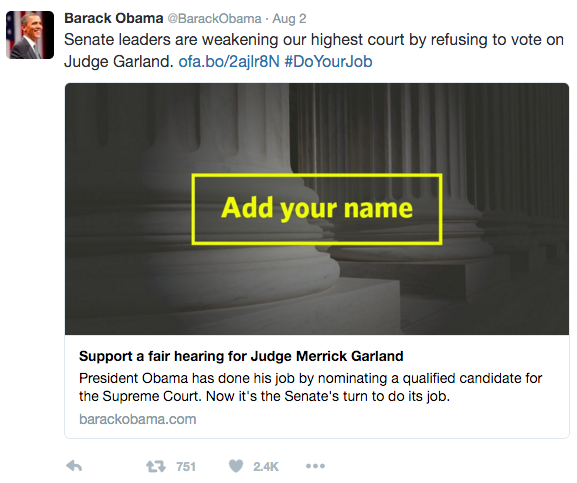 Barack Obama @BarackObama · Aug 2
Senate leaders are weakening our highest court by refusing to vote on
Judge Garland. ofa.bo/2ajlr8N #DoYourJob
Add your name
Support a fair hearing for Judge Merrick Garland
President Obama has done his job by nominating a qualified candidate for
the Supreme Court. Now it's the Senate's turn to do its job.
barackobama.com
751 2.4K